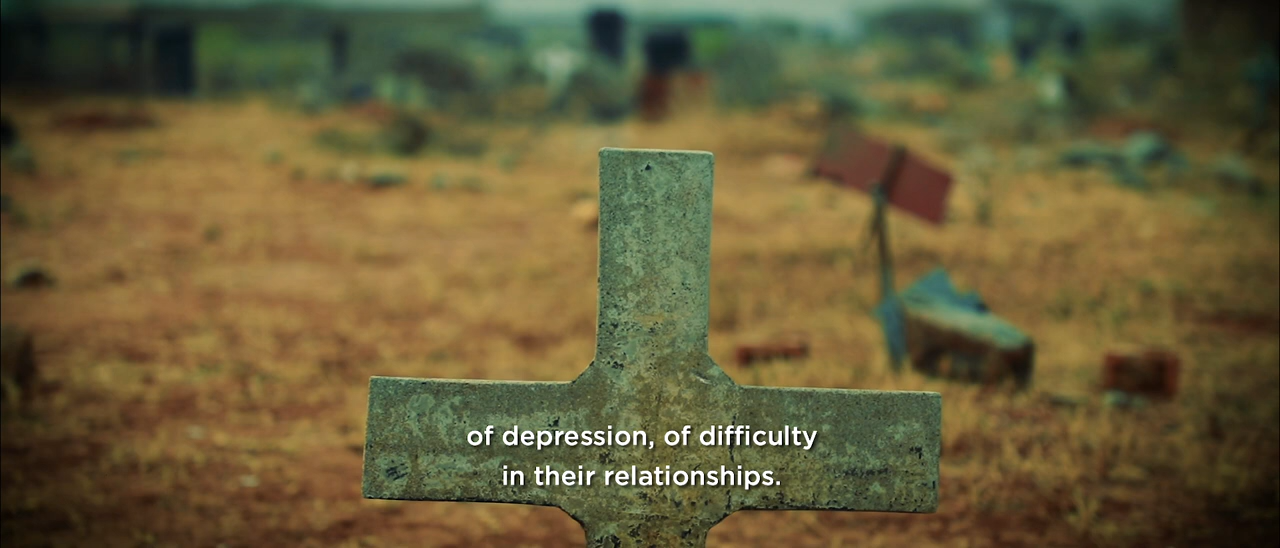 of depression, of difficulty
in their relationships.